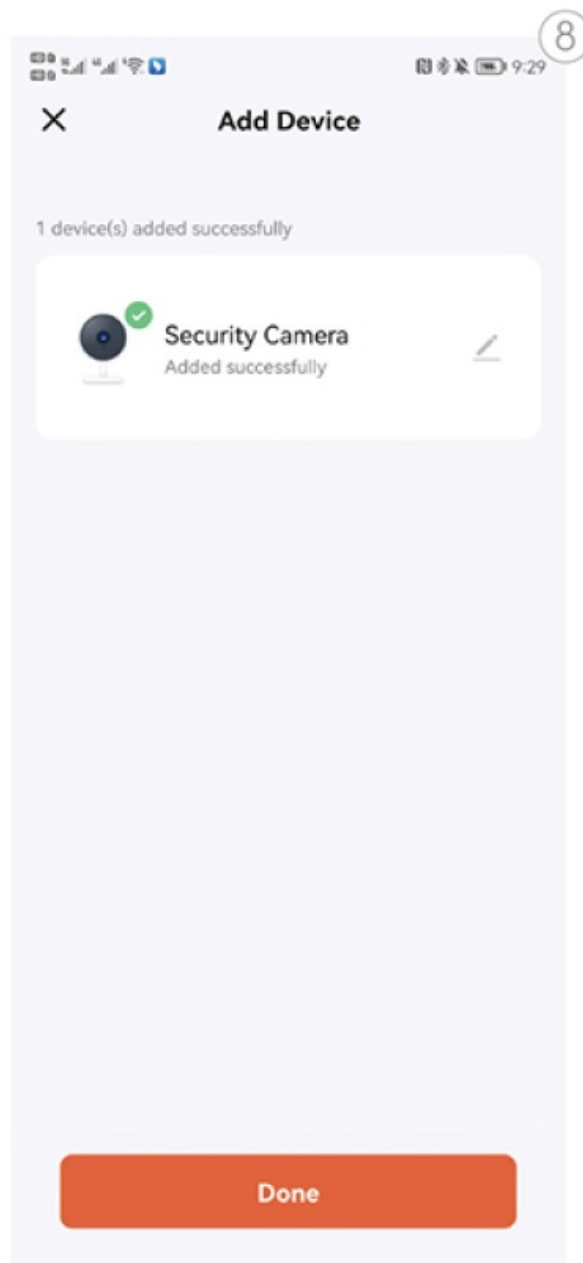 8
9:29
Add Device
1 device(s) added successfully
Security Camera
Added successfully
Done